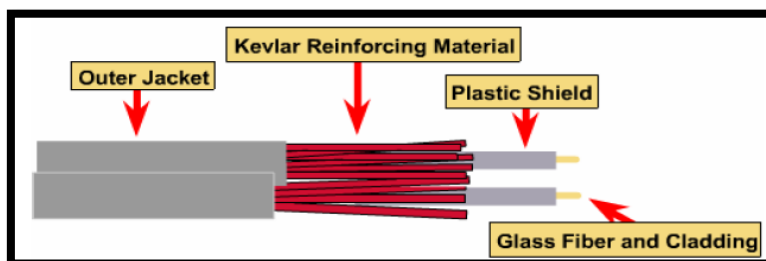 Kevlar Reinforcing Material
Outer Jacket
Plastic Shield
Glass Fiber and Cladding